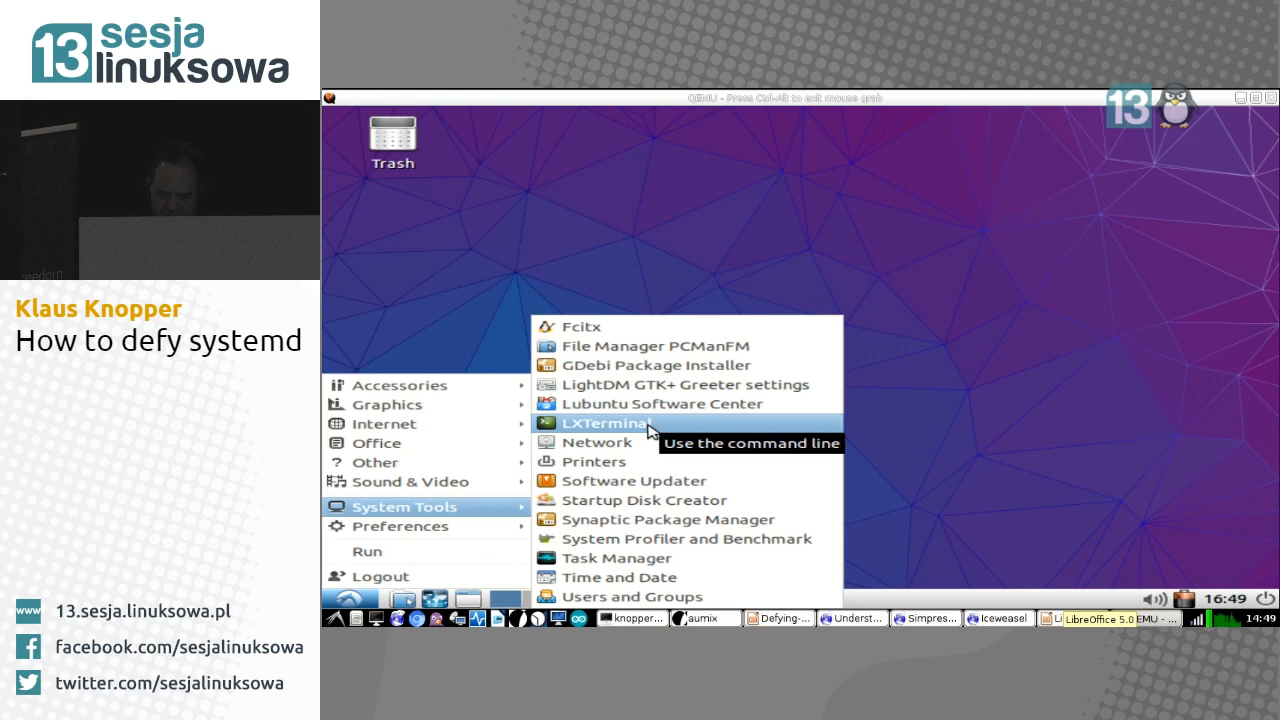 13 sesja
linuksowa
reedom
Klaus Knopper
How to defy systemd
www 13.sesja.linuksowa.pl
facebook.com/sesjalinuksowa
twitter.com/sesjalinuksowa
QEMU - Press Ctrl-Alt to exit mouse grab
13
Trash
Fcitx
File Manager PCManFM
GDebi Package Installer
LightDM GTK+ Greeter settings
Lubuntu Software Center
LXTerminal
Use the command line
Network
Printers
Software Updater
Startup Disk Creator
Synaptic Package Manager
System Profiler and Benchmark
Task Manager
Time and Date
Users and Groups
Accessories
Graphics
Internet
Office
Other
Sound & Video
System Tools
Preferences
Run
Logout
16:49
knopper...
aumix
Defying-...
Underst...
Simpres...
Iceweasel
Li
LibreOffice 5.0
EMU - ...
14:49